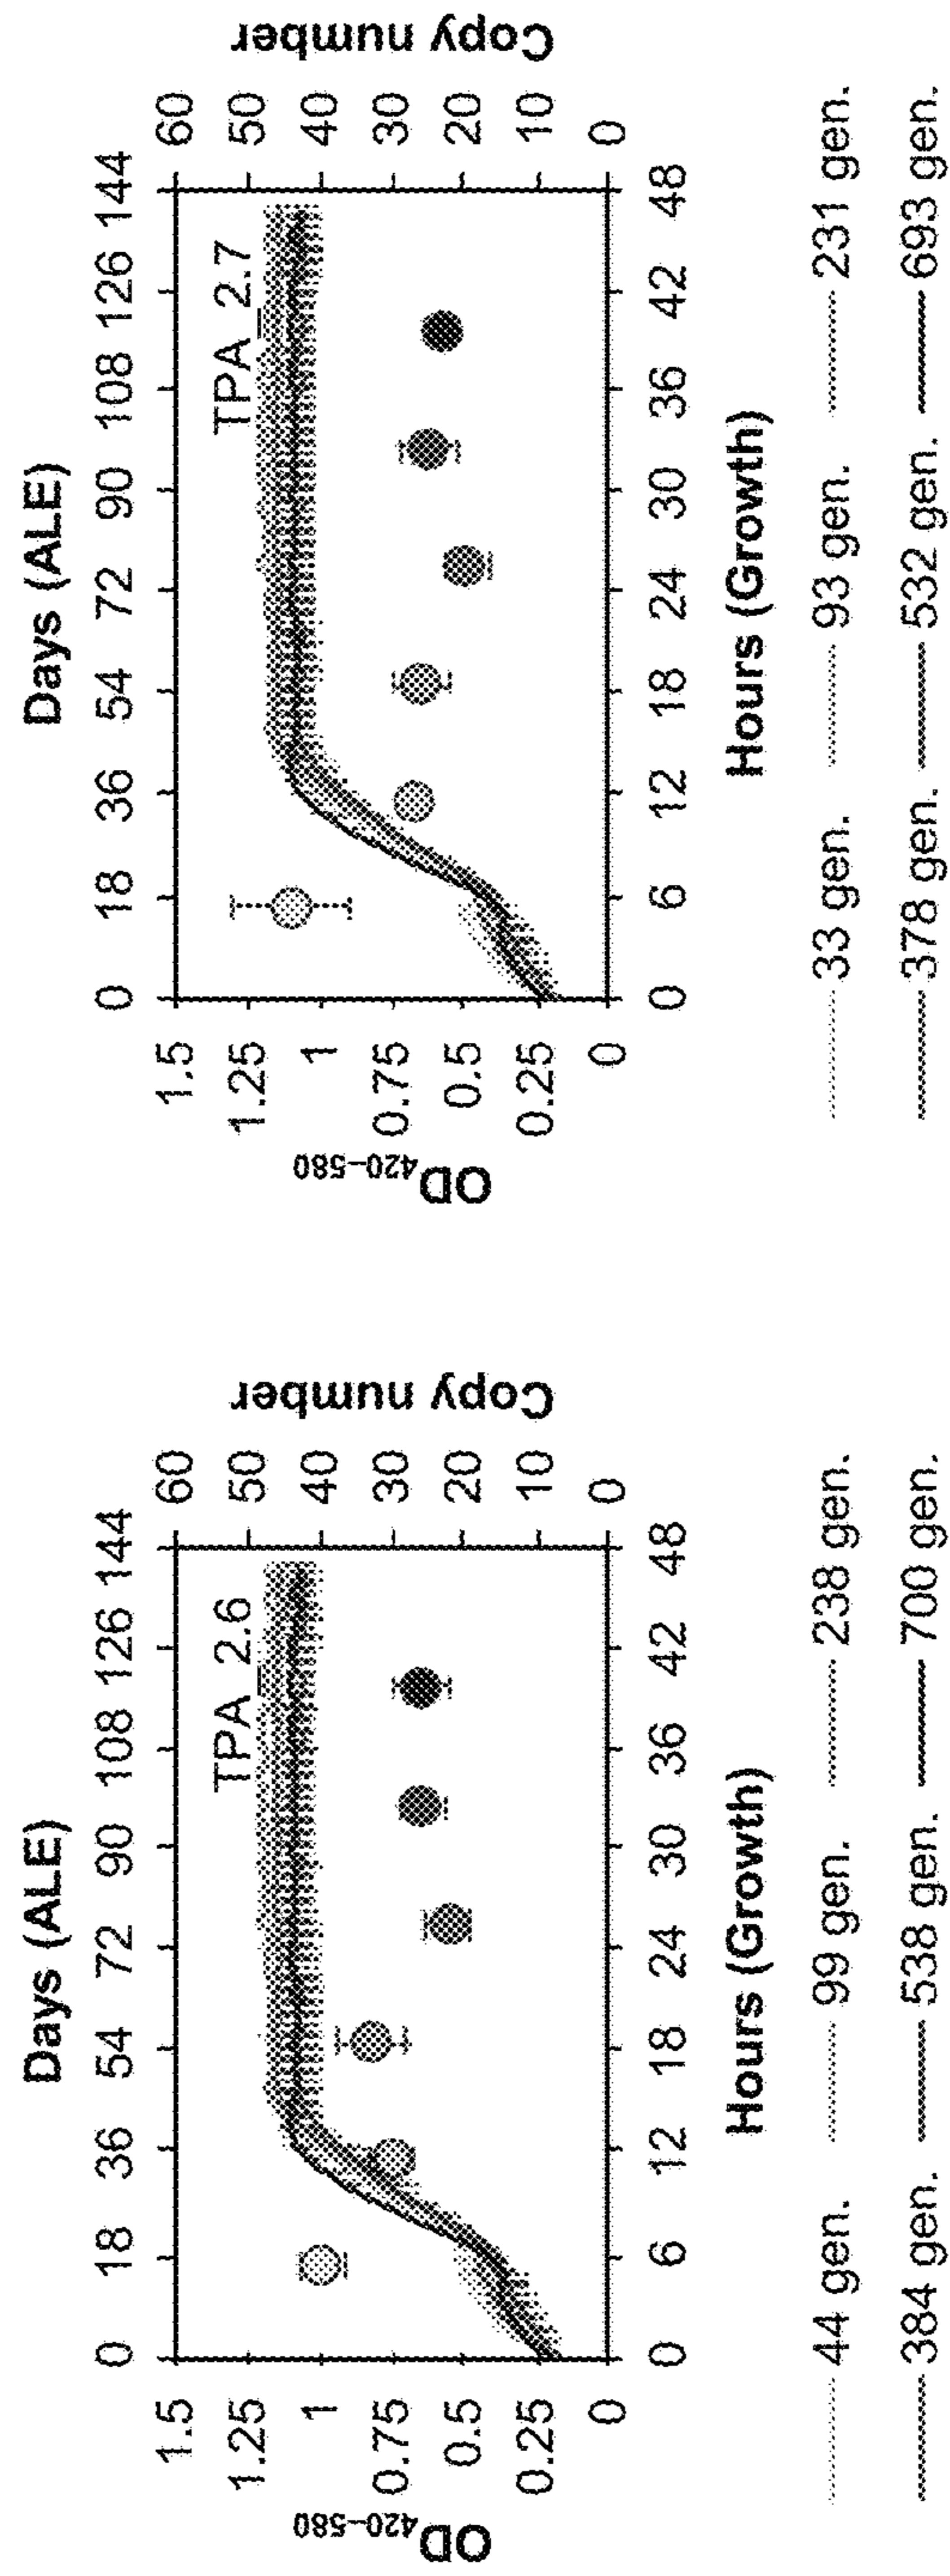 Days (ALE)
0 18 36 54 72 90 108 126 144
TPA_2.6
OD420–580
1.5
1.25
1
0.75
0.5
0.25
0
Copy number
60
50
40
30
20
10
0
0 6 12 18 24 30 36 42 48
Hours (Growth)
44 gen. 99 gen. 238 gen.
384 gen. 538 gen. 700 gen.
Days (ALE)
0 18 36 54 72 90 108 126 144
TPA_2.7
OD420–580
1.5
1.25
1
0.75
0.5
0.25
0
Copy number
60
50
40
30
20
10
0
0 6 12 18 24 30 36 42 48
Hours (Growth)
33 gen. 93 gen. 231 gen.
378 gen. 532 gen. 693 gen.